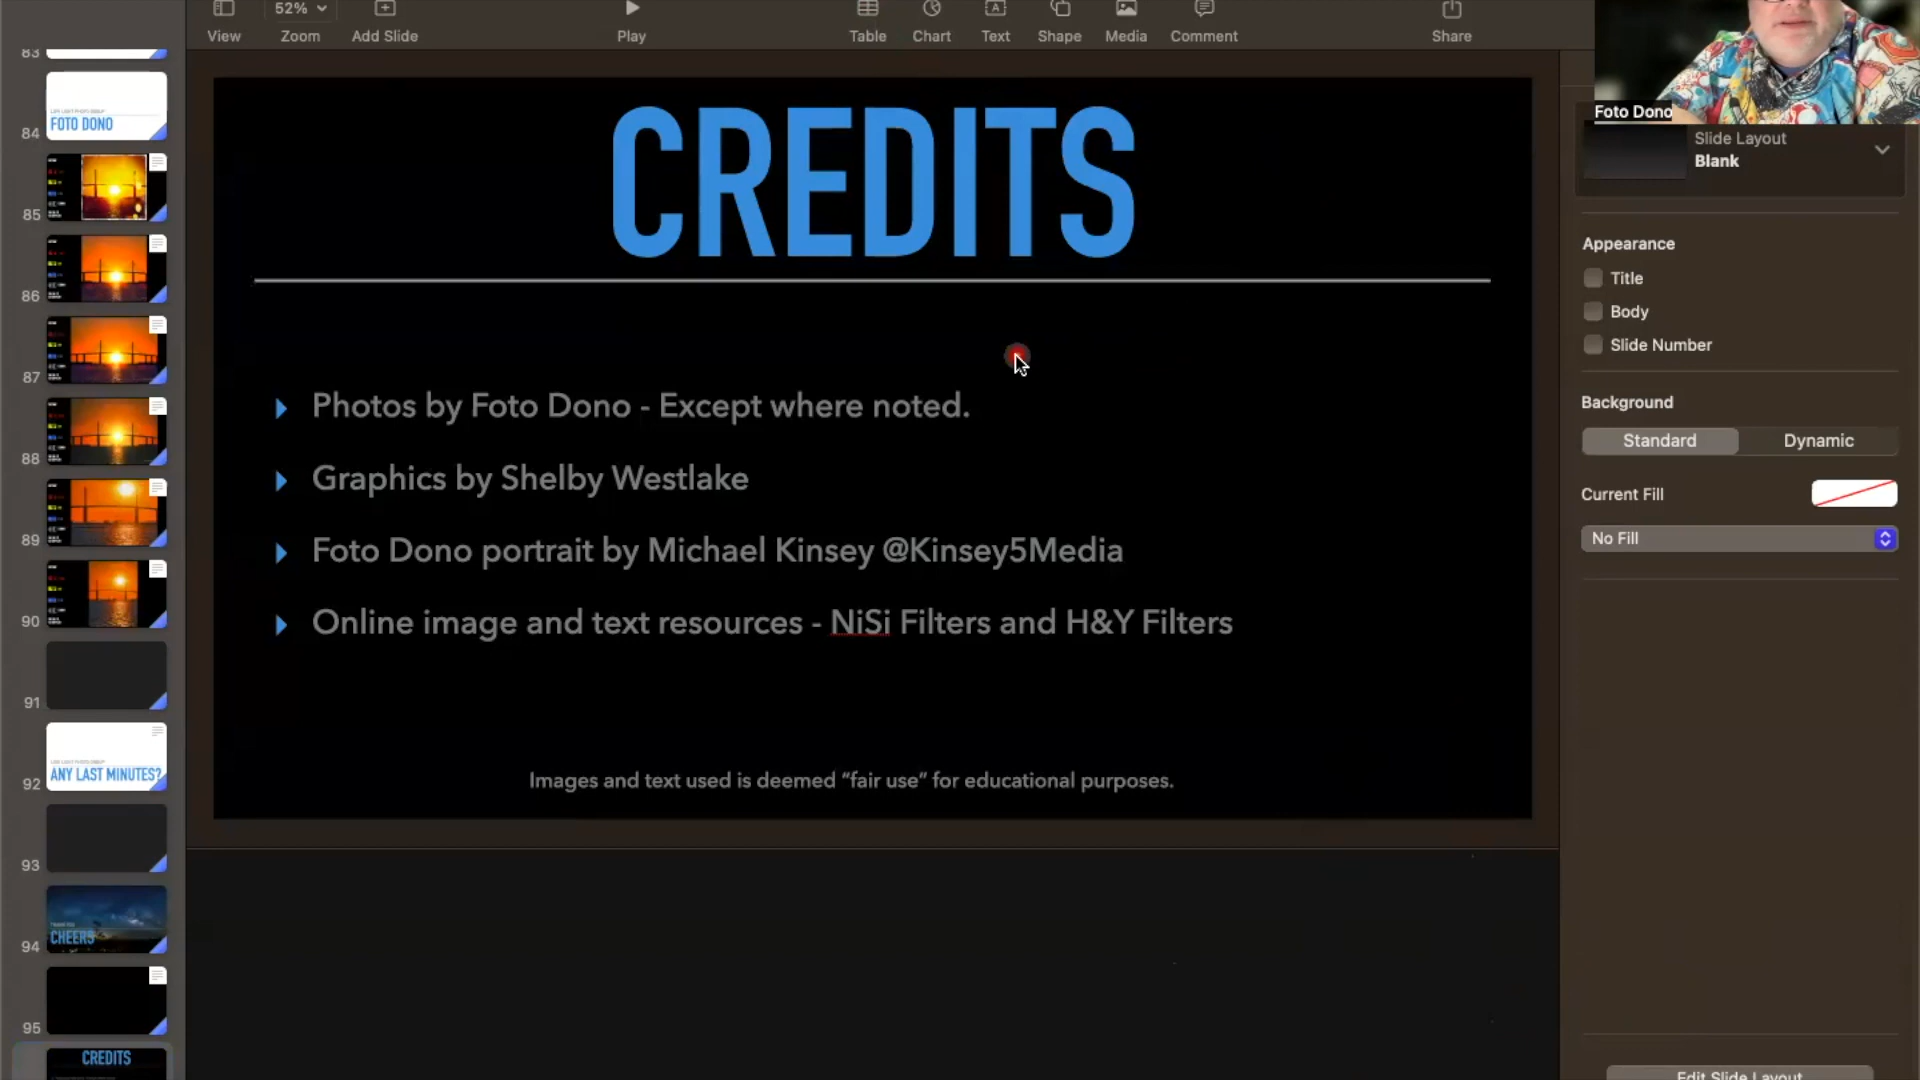 52%
View
Zoom
Add Slide
Play
Table
Chart
Text
Shape
Media
Comment
Share
Foto Dono
83
84
FOTO DONO
85
86
87
88
89
90
91
92
ANY LAST MINUTES?
93
94
CHEERS
95
CREDITS
CREDITS
Photos by Foto Dono - Except where noted.
Graphics by Shelby Westlake
Foto Dono portrait by Michael Kinsey @Kinsey5Media
Online image and text resources - NiSi Filters and H&Y Filters
Images and text used is deemed “fair use” for educational purposes.
Slide Layout
Blank
Appearance
Title
Body
Slide Number
Background
Standard
Dynamic
Current Fill
No Fill
Edit Slide Layout